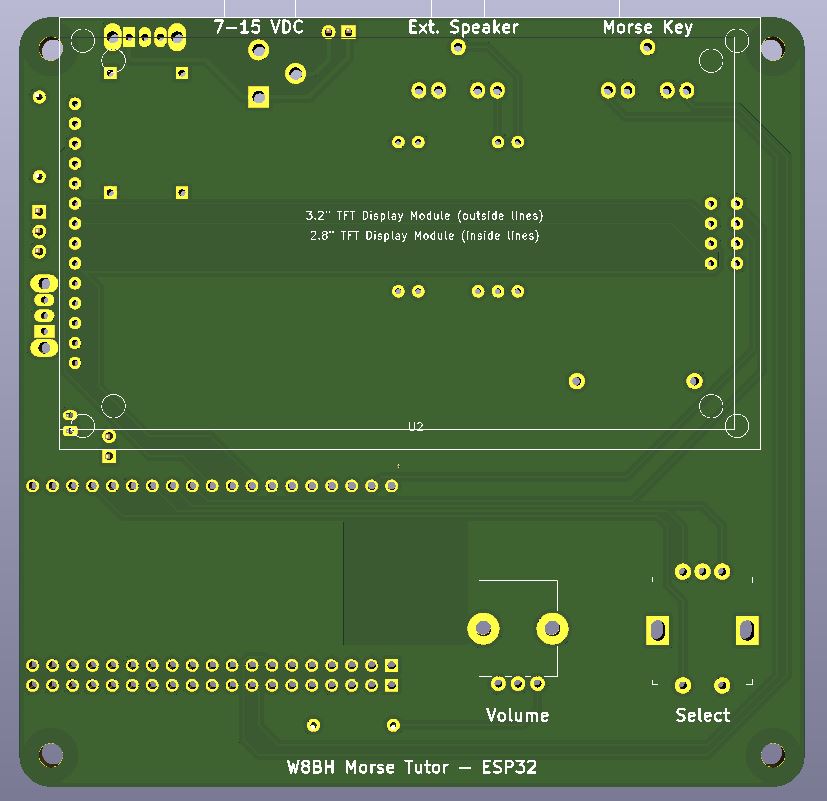 7-15 VDC Ext. Speaker Morse Key
3.2" TFT Display Module (outside lines)
2.8" TFT Display Module (inside lines)
U2
Volume Select
W8BH Morse Tutor - ESP32